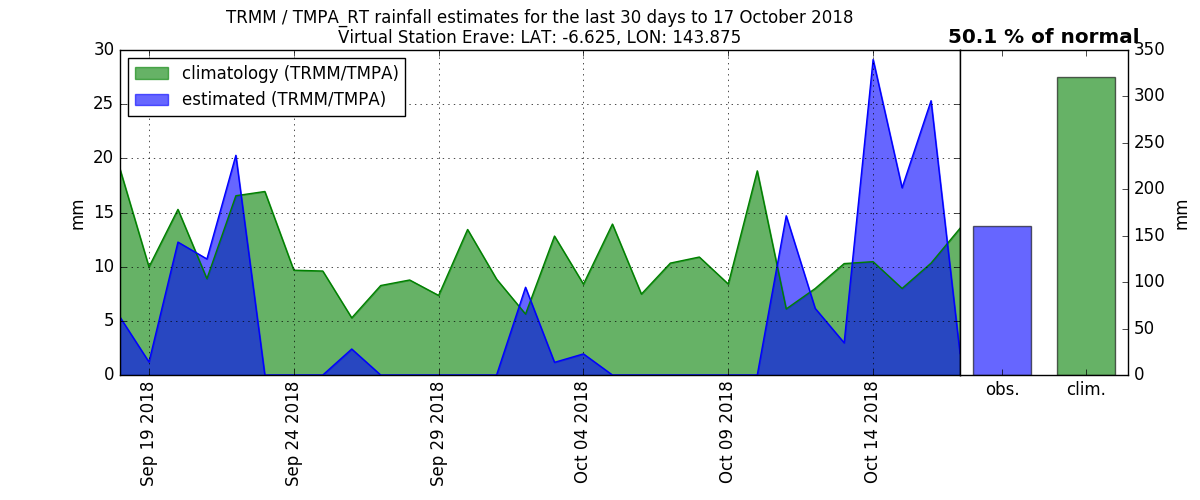 TRMM / TMPA_RT rainfall estimates for the last 30 days to 17 October 2018
Virtual Station Erave: LAT: -6.625, LON: 143.875
50.1 % of normal
climatology (TRMM/TMPA)
estimated (TRMM/TMPA)
30
25
20
15
10
5
0
mm
Sep 19 2018
Sep 24 2018
Sep 29 2018
Oct 04 2018
Oct 09 2018
Oct 14 2018
obs.
clim.
350
300
250
200
150
100
50
0
mm